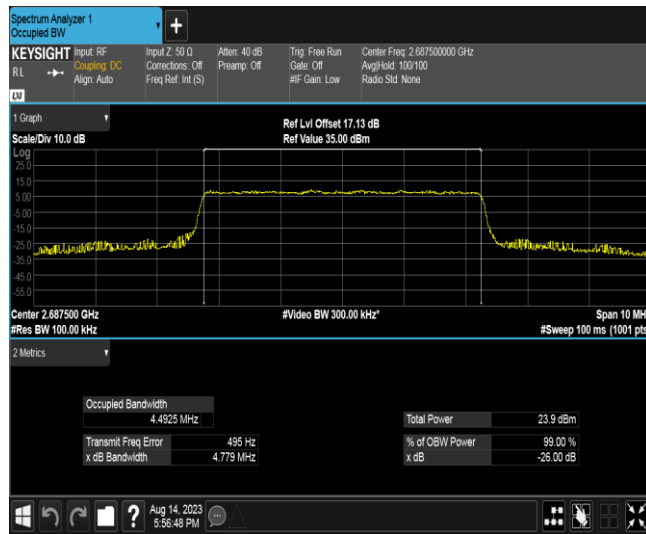 Spectrum Analyzer 1
Occupied BW
+
KEYSIGHT
R L
LXI
Input: RF
Coupling: DC
Align: Auto
Input Z: 50 Ω
Corrections: Off
Freq Ref: Int (S)
Atten: 40 dB
Preamp: Off
Trig: Free Run
Gate: Off
#IF Gain: Low
Center Freq: 2.687500000 GHz
Avg|Hold: 100/100
Radio Std: None
1 Graph
Scale/Div 10.0 dB
Ref Lvl Offset 17.13 dB
Ref Value 35.00 dBm
Log
25.0
15.0
5.00
-5.00
-15.0
-25.0
-35.0
-45.0
-55.0
Center 2.687500 GHz
#Res BW 100.00 kHz
#Video BW 300.00 kHz*
Span 10 MH
#Sweep 100 ms (1001 pts
2 Metrics
Occupied Bandwidth
4.4925 MHz
Transmit Freq Error 495 Hz
x dB Bandwidth 4.779 MHz
Total Power 23.9 dBm
% of OBW Power 99.00 %
x dB -26.00 dB
?
Aug 14, 2023
5:56:48 PM